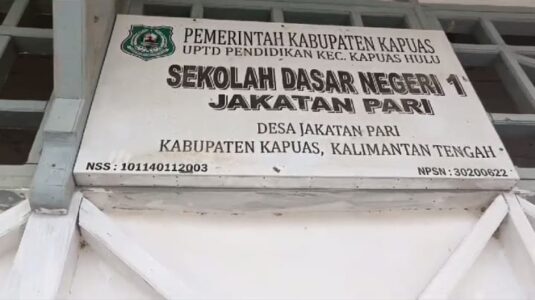 PEMERINTAH KABUPATEN KAPUAS
UPTD PENDIDIKAN KEC. KAPUAS HULU
SEKOLAH DASAR NEGERI 1
JAKATAN PARI
DESA JAKATAN PARI
KABUPATEN KAPUAS, KALIMANTAN TENGAH
NSS : 101140112003
NPSN : 30200622